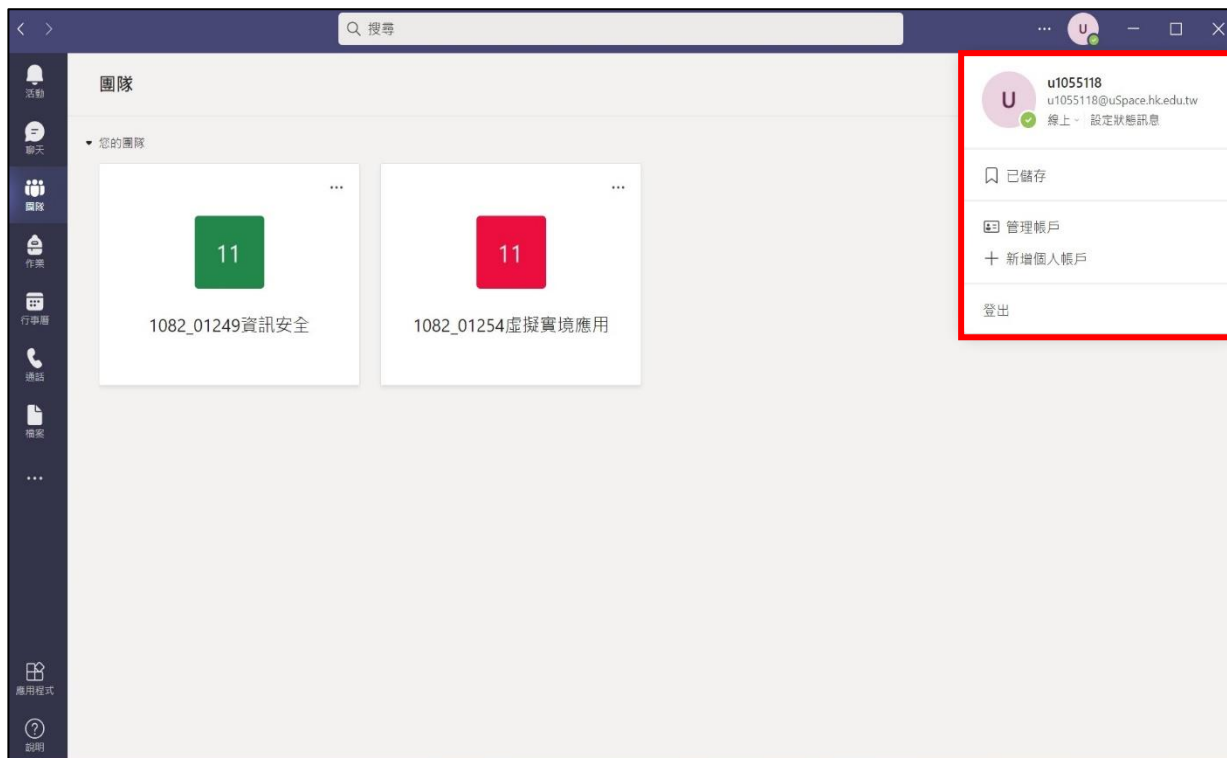 搜尋
U
活動
聊天
團隊
作業
行事曆
通話
檔案
應用程式
說明
團隊
您的團隊
11
1082_01249資訊安全
11
1082_01254虛擬實境應用
U
u1055118
u1055118@uSpace.hk.edu.tw
線上 設定狀態訊息
已儲存
管理帳戶
新增個人帳戶
登出